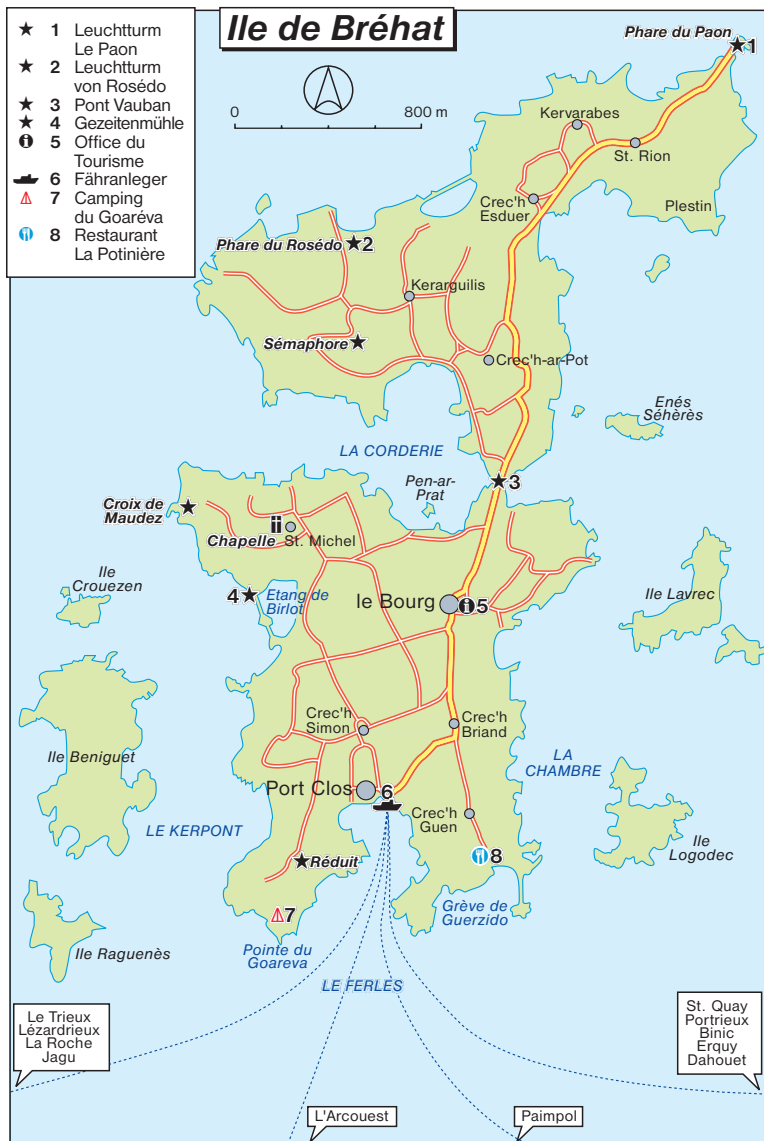 Ile de Bréhat
1 Leuchtturm
Le Paon
2 Leuchtturm
von Rosédo
3 Pont Vauban
4 Gezeitenmühle
5 Office du
Tourisme
6 Fähranleger
7 Camping
du Goaréva
8 Restaurant
La Potinière
0 800 m
Phare du Paon
1
Kervarabes
St. Rion
Crec'h
Esduer
Plestin
Phare du Rosédo 2
Kerarguilis
Sémaphore
Crec'h-ar-Pot
Enés
Séhèrès
LA CORDERIE
3
Pen-ar-
Prat
Croix de
Maudez
Chapelle St. Michel
Ile
Crouezen
4 Etang de
Birlot
le Bourg 5
Ile Lavrec
Crec'h
Simon
Crec'h
Briand
Ile Beniguet
LA
CHAMBRE
Port Clos 6
Crec'h
Guen
LE KERPONT
Ile
Logodec
Réduit
8
7
Grève de
Guerzido
Ile Raguenès
Pointe du
Goareva
LE FERLES
Le Trieux
Lézardrieux
La Roche
Jagu
St. Quay
Portrieux
Binic
Erquy
Dahouet
L'Arcouest
Paimpol